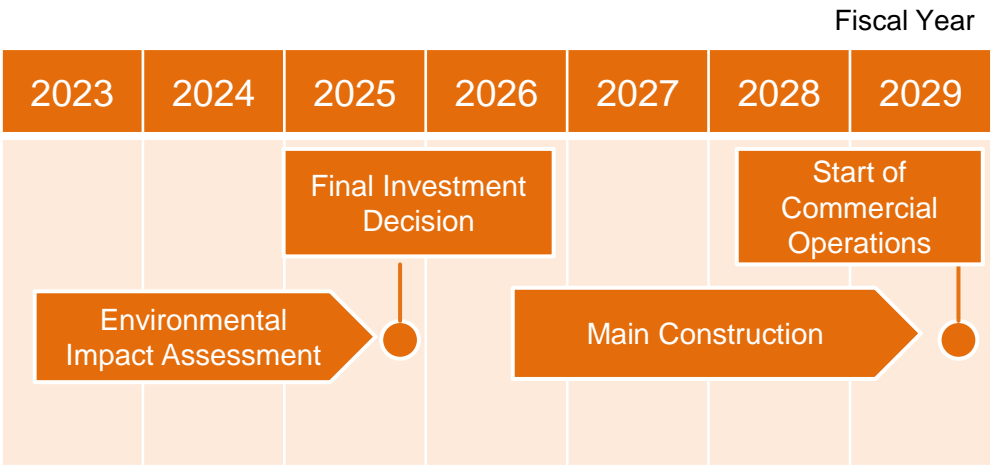 Fiscal Year
2023 2024 2025 2026 2027 2028 2029
Final Investment
Decision
Start of
Commercial
Operations
Environmental
Impact Assessment
Main Construction